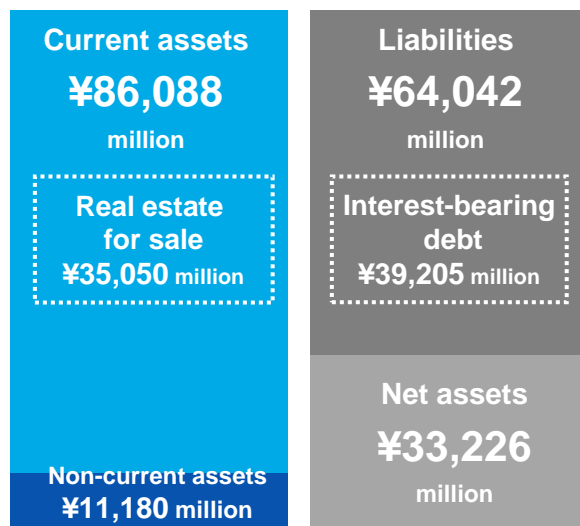 Current assets
¥86,088
million
Real estate
for sale
¥35,050 million
Non-current assets
¥11,180 million
Liabilities
¥64,042
million
Interest-bearing
debt
¥39,205 million
Net assets
¥33,226
million